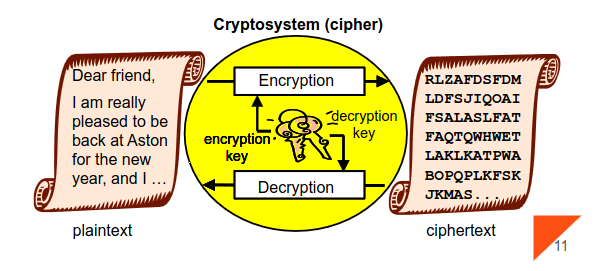 Cryptosystem (cipher)
Dear friend,
I am really
pleased to be
back at Aston
for the new
year, and I …
plaintext
Encryption
encryption
key
decryption
key
Decryption
RLZAFDSFDM
LDFSJIQOAI
FSALASLFAT
FAQTQWHWET
LAKLKATPWA
BOPQPLKFSK
JKMAS...
ciphertext
11